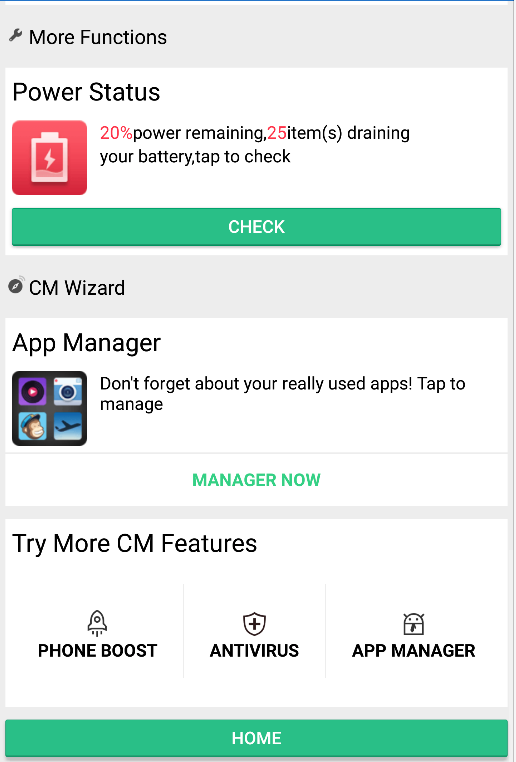 More Functions
Power Status
20%power remaining,25item(s) draining
your battery,tap to check
CHECK
CM Wizard
App Manager
Don't forget about your really used apps! Tap to
manage
MANAGER NOW
Try More CM Features
PHONE BOOST
ANTIVIRUS
APP MANAGER
HOME